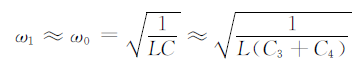 ω₁ ≈ ω₀ = √(1/LC) ≈ √(1/L(C₃ + C₄))